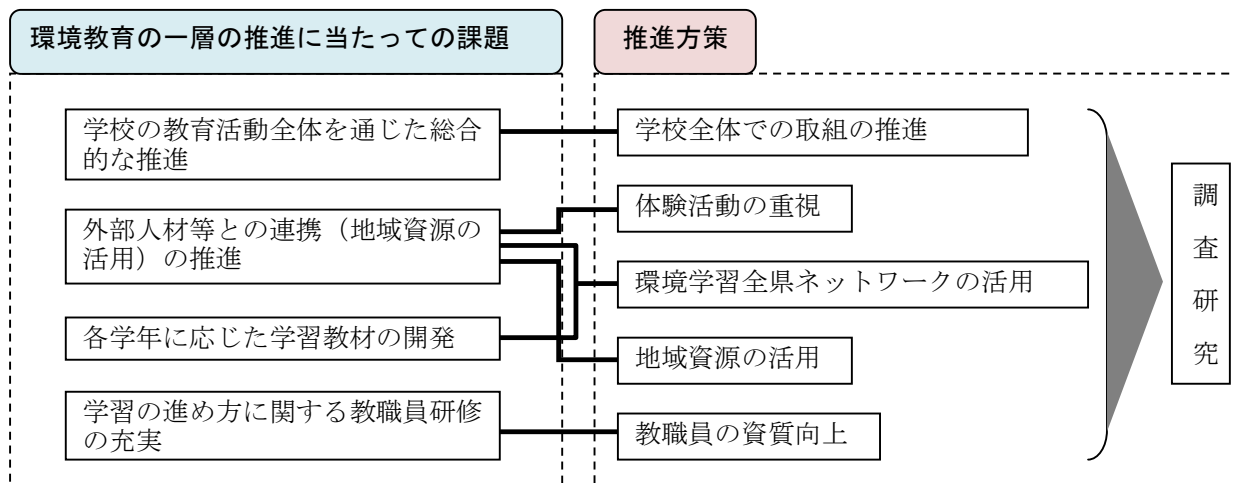 環境教育の一層の推進に当たっての課題
推進方策
学校の教育活動全体を通じた総合
的な推進
外部人材等との連携（地域資源の
活用）の推進
各学年に応じた学習教材の開発
学習の進め方に関する教職員研修
の充実
学校全体での取組の推進
体験活動の重視
環境学習全県ネットワークの活用
地域資源の活用
教職員の資質向上
調査研究